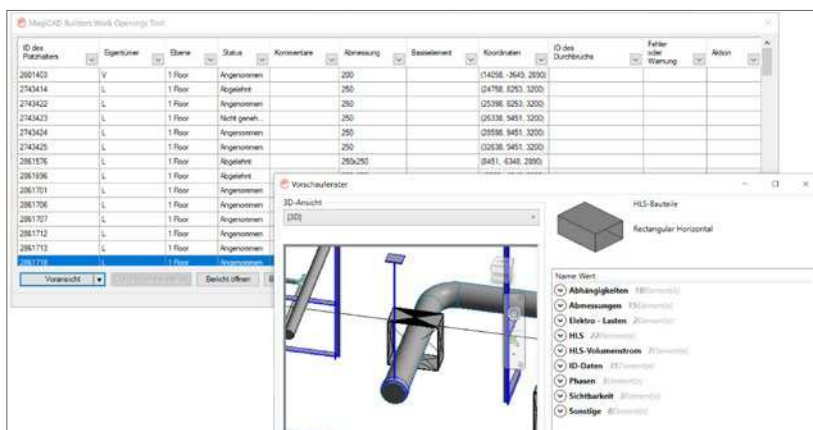 MagiCAD Builders Work Openings Tool
ID des Platzhalters Eigentümer Ebene Status Kommentare Abmessung Basiselement Koordinaten ID des Durchbruchs Fehler oder Warnung Aktion
2601403 V 1 Floor Angenommen 200 (14058, -3649, 2890)
2743414 L 1 Floor Abgelehnt 250 (24758, 8253, 3200)
2743422 L 1 Floor Angenommen 250 (25398, 8253, 3200)
2743423 L 1 Floor Nicht geneh... 250 (26338, 9451, 3200)
2743424 L 1 Floor Angenommen 250 (28598, 9451, 3200)
2743425 L 1 Floor Angenommen 250 (32638, 9451, 3200)
2861576 L 1 Floor Abgelehnt 250x250 (8451, -6348, 2890)
2861696 L 1 Floor Abgelehnt
2861701 L 1 Floor Angenommen
2861706 L 1 Floor Angenommen
2861707 L 1 Floor Angenommen
2861712 L 1 Floor Angenommen
2861713 L 1 Floor Angenommen
2861718 L 1 Floor Angenommen
Voransicht Bericht öffnen
Vorschaufenster
3D-Ansicht
{3D}
HLS-Bauteile
Rectangular Horizontal
Name Wert
Abhängigkeiten
Abmessungen
Elektro - Lasten
HLS
HLS-Volumenstrom
ID-Daten
Phasen
Sichtbarkeit
Sonstige